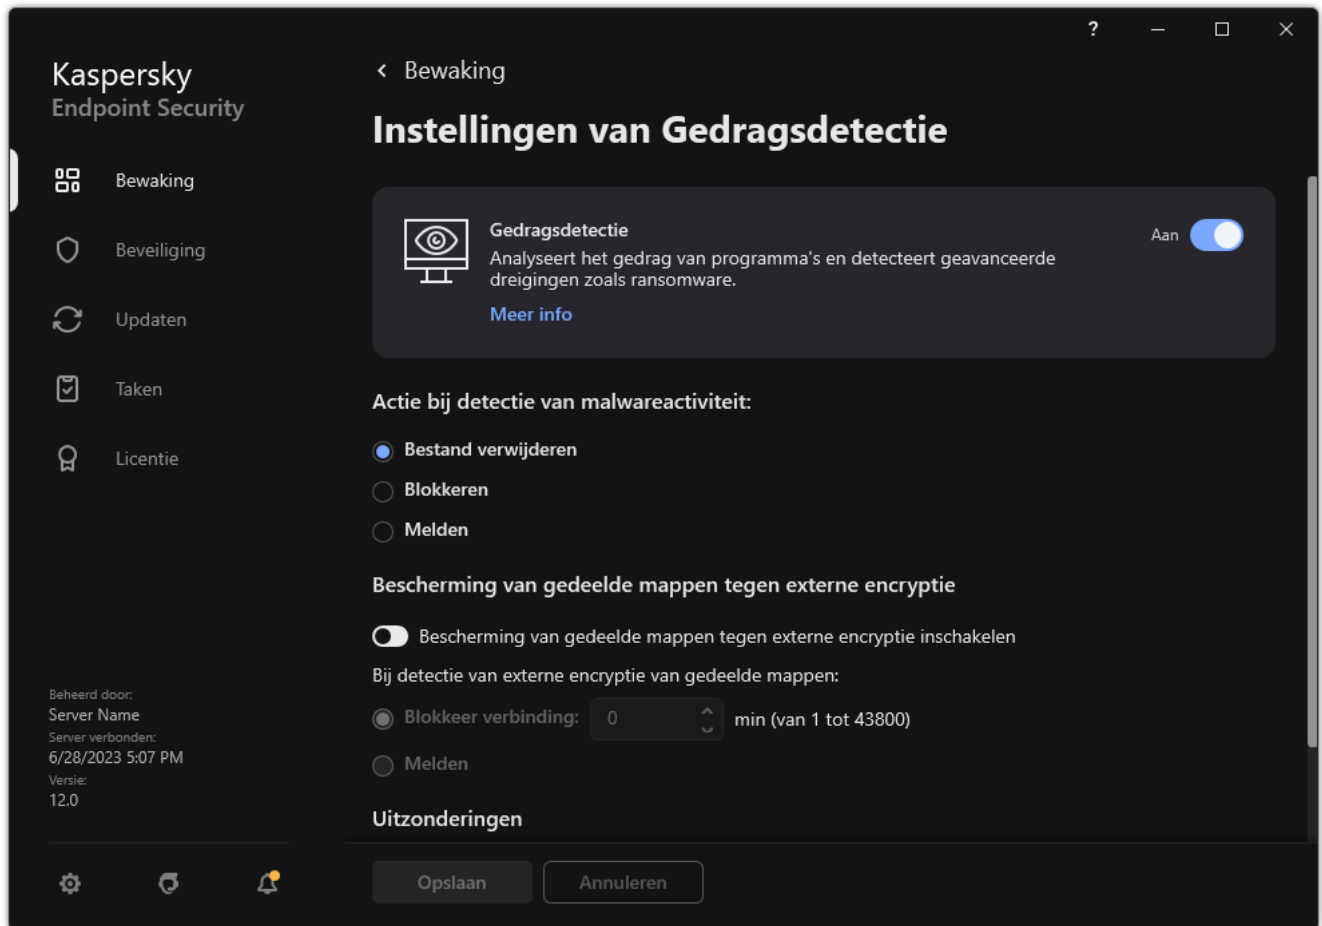 ?
Kaspersky
Endpoint Security
Bewaking
Beveiliging
Updaten
Taken
Licentie
Beheerd door:
Server Name
Server verbonden:
6/28/2023 5:07 PM
Versie:
12.0
Bewaking
Instellingen van Gedragsdetectie
Gedragsdetectie
Aan
Analyseert het gedrag van programma's en detecteert geavanceerde
dreigingen zoals ransomware.
Meer info
Actie bij detectie van malwareactiviteit:
Bestand verwijderen
Blokkeren
Melden
Bescherming van gedeelde mappen tegen externe encryptie
Bescherming van gedeelde mappen tegen externe encryptie inschakelen
Bij detectie van externe encryptie van gedeelde mappen:
Blokkeer verbinding: 0 min (van 1 tot 43800)
Melden
Uitzonderingen
Opslaan
Annuleren